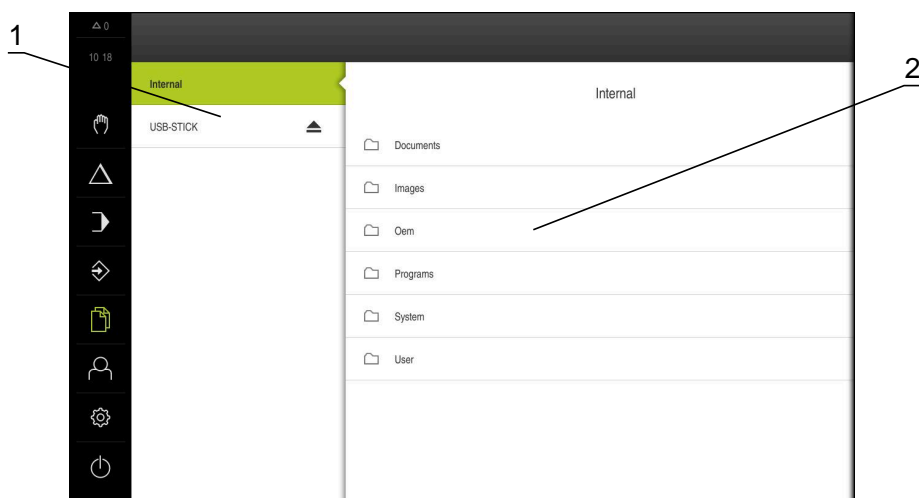 1
0
10 18
2
Internal
Internal
USB-STICK
Documents
Images
Oem
Programs
System
User